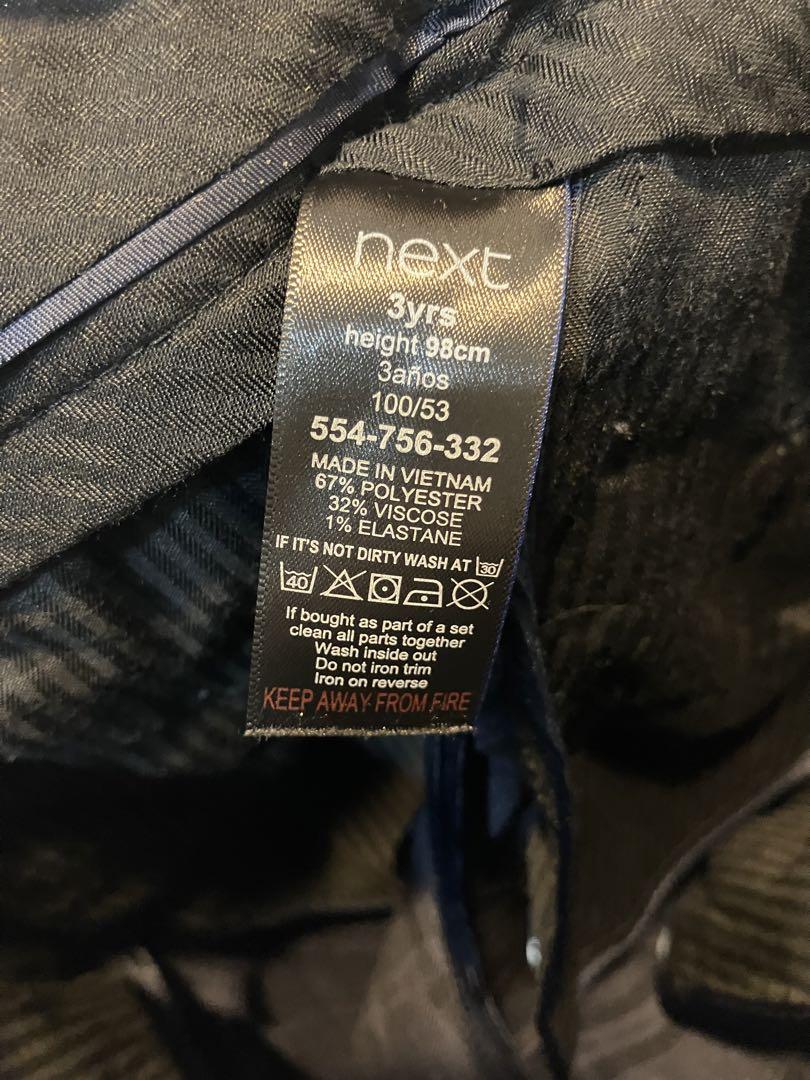 next
3yrs
height 98cm
3años
100/53
554-756-332
MADE IN VIETNAM
67% POLYESTER
32% VISCOSE
1% ELASTANE
IF IT'S NOT DIRTY WASH AT 30
40
If bought as part of a set
clean all parts together
Wash inside out
Do not iron trim
Iron on reverse
KEEP AWAY FROM FIRE